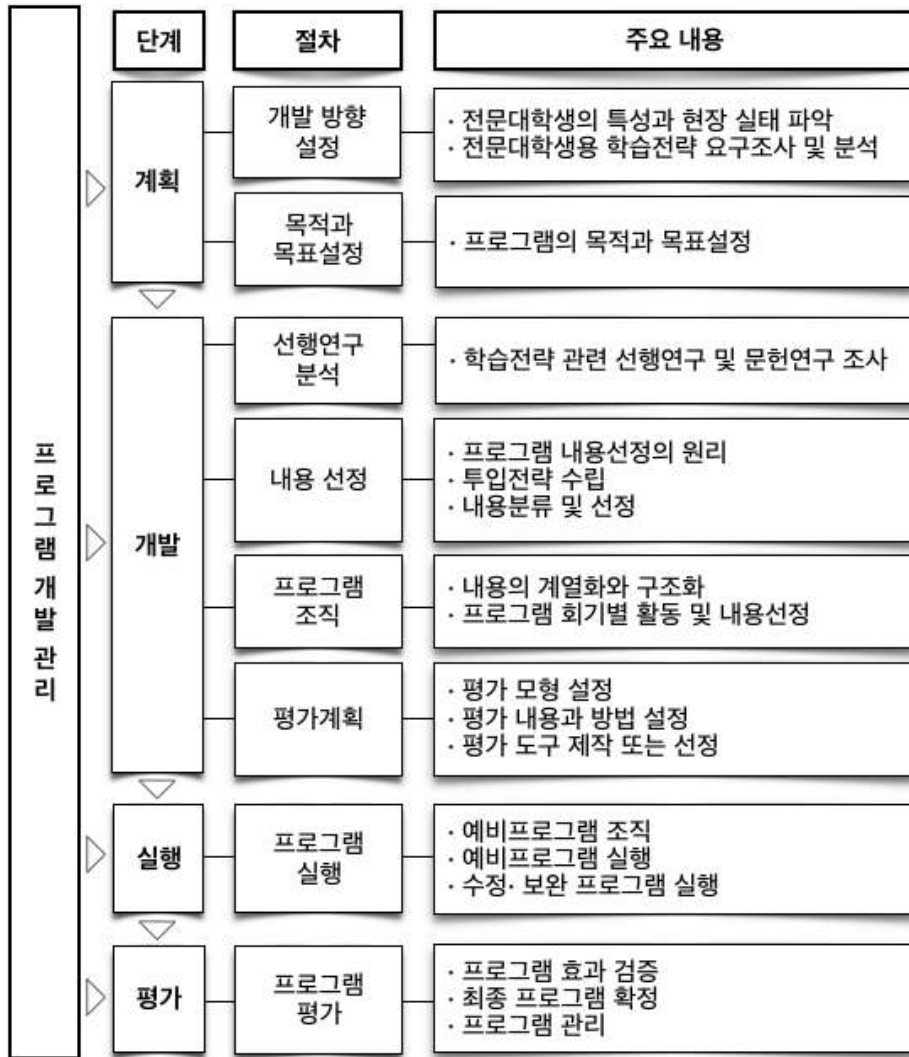 프로그램 개발 관리
단계
절차
주요 내용
계획
개발 방향
설정
· 전문대학생의 특성과 현장 실태 파악
· 전문대학생용 학습전략 요구조사 및 분석
목적과
목표설정
· 프로그램의 목적과 목표설정
개발
선행연구
분석
· 학습전략 관련 선행연구 및 문헌연구 조사
내용 선정
· 프로그램 내용선정의 원리
· 투입전략 수립
· 내용분류 및 선정
프로그램
조직
· 내용의 계열화와 구조화
· 프로그램 회기별 활동 및 내용선정
평가계획
· 평가 모형 설정
· 평가 내용과 방법 설정
· 평가 도구 제작 또는 선정
실행
프로그램
실행
· 예비프로그램 조직
· 예비프로그램 실행
· 수정· 보완 프로그램 실행
평가
프로그램
평가
· 프로그램 효과 검증
· 최종 프로그램 확정
· 프로그램 관리